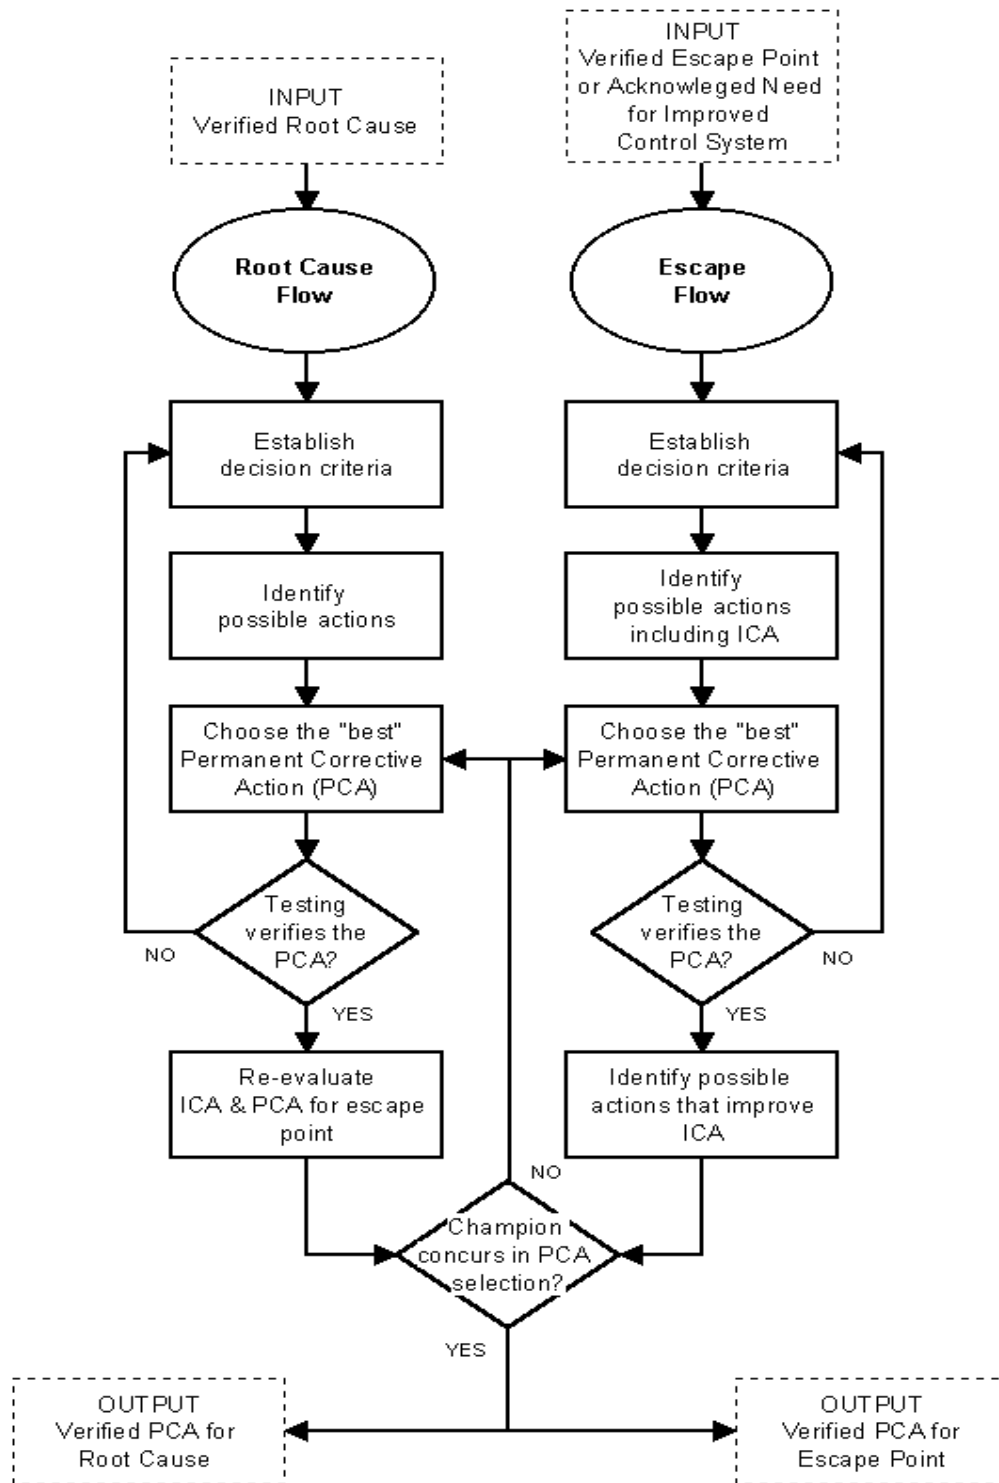 INPUT
Verified Root Cause
INPUT
Verified Escape Point
or Acknowleged Need
for Improved
Control System
Root Cause
Flow
Escape
Flow
Establish
decision criteria
Establish
decision criteria
Identify
possible actions
Identify
possible actions
including ICA
Choose the "best"
Permanent Corrective
Action (PCA)
Choose the "best"
Permanent Corrective
Action (PCA)
Testing
verifies the
PCA?
NO
YES
Testing
verifies the
PCA?
NO
YES
Re-evaluate
ICA & PCA for escape
point
Identify possible
actions that improve
ICA
NO
Champion
concurs in PCA
selection?
YES
OUTPUT
Verified PCA for
Root Cause
OUTPUT
Verified PCA for
Escape Point